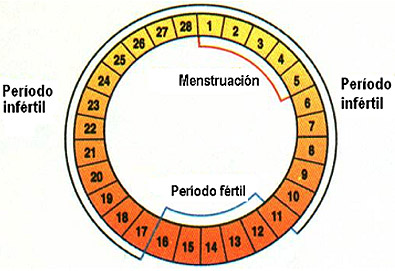 28 1 2 3 4 5 6 7 8 9 10 11 12 13 14 15 16 17 18 19 20 21 22 23 24 25 26 27
Menstruación
Período
infértil
Período
infértil
Período fértil